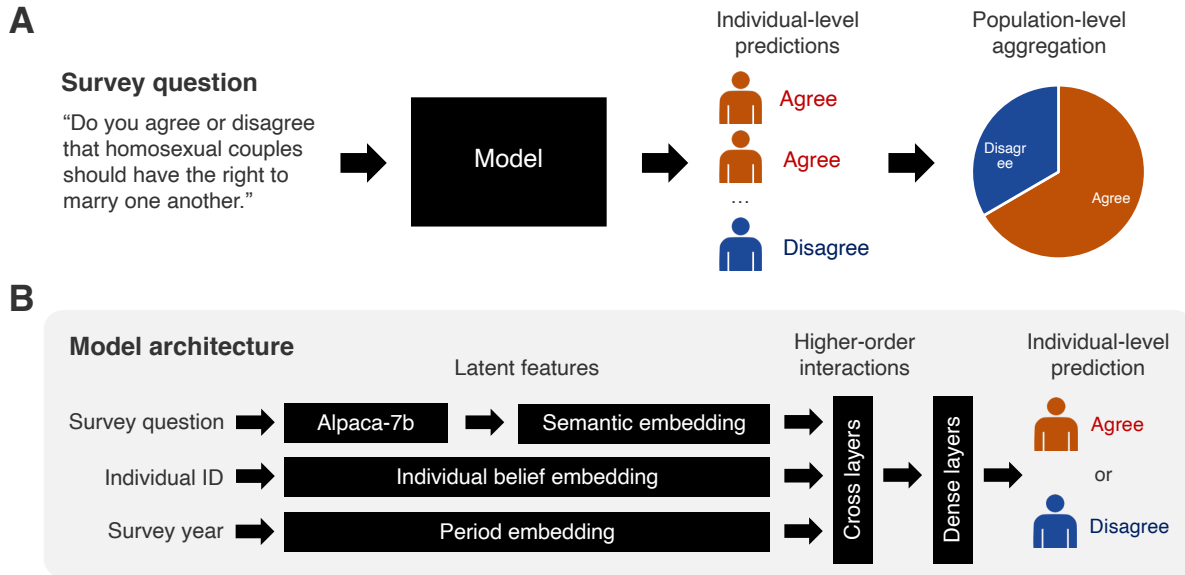 A
Survey question
“Do you agree or disagree
that homosexual couples
should have the right to
marry one another.”
Model
Individual-level
predictions
Agree
Agree
...
Disagree
Population-level
aggregation
Disagr
ee
Agree
B
Model architecture
Latent features
Higher-order
interactions
Individual-level
prediction
Survey question
Alpaca-7b
Semantic embedding
Individual ID
Individual belief embedding
Survey year
Period embedding
Cross layers
Dense layers
Agree
or
Disagree